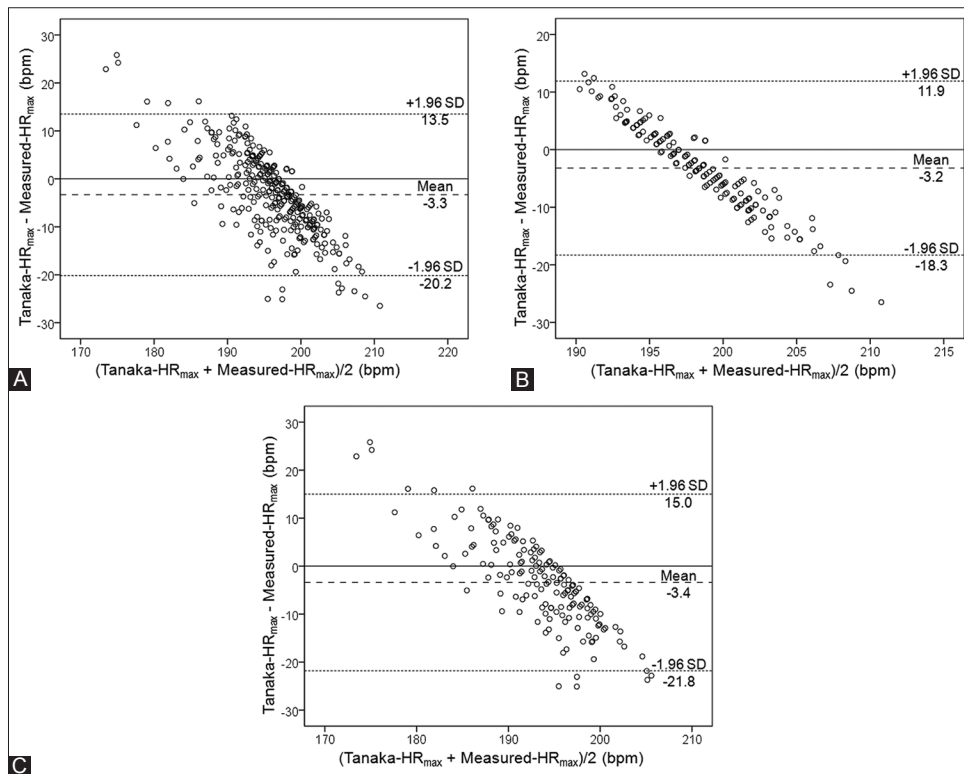 30
20
10
0
-10
-20
-30
+1.96 SD
13.5
Mean
-3.3
-1.96 SD
-20.2
170 180 190 200 210 220
Tanaka-HRmax - Measured-HRmax (bpm)
(Tanaka-HRmax + Measured-HRmax)/2 (bpm)
A
20
10
0
-10
-20
-30
+1.96 SD
11.9
Mean
-3.2
-1.96 SD
-18.3
190 195 200 205 210 215
Tanaka-HRmax - Measured-HRmax (bpm)
(Tanaka-HRmax + Measured-HRmax)/2 (bpm)
B
30
20
10
0
-10
-20
-30
+1.96 SD
15.0
Mean
-3.4
-1.96 SD
-21.8
170 180 190 200 210
Tanaka-HRmax - Measured-HRmax (bpm)
(Tanaka-HRmax + Measured-HRmax)/2 (bpm)
C